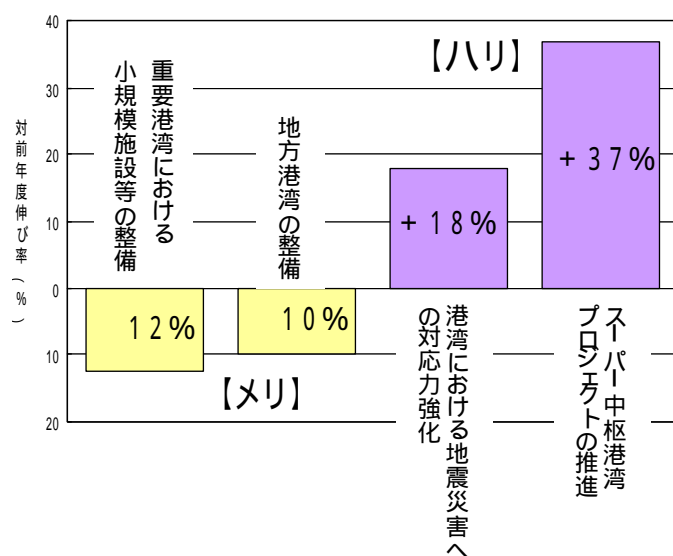 対前年度伸び率(%)
40
30
20
10
0
10
20
重要港湾における
小規模施設等の整備
地方港湾の整備
【ハリ】
+37%
+18%
12%
10%
【メリ】
港湾における地震災害へ
の対応力強化
スーパー中枢港湾
プロジェクトの推進